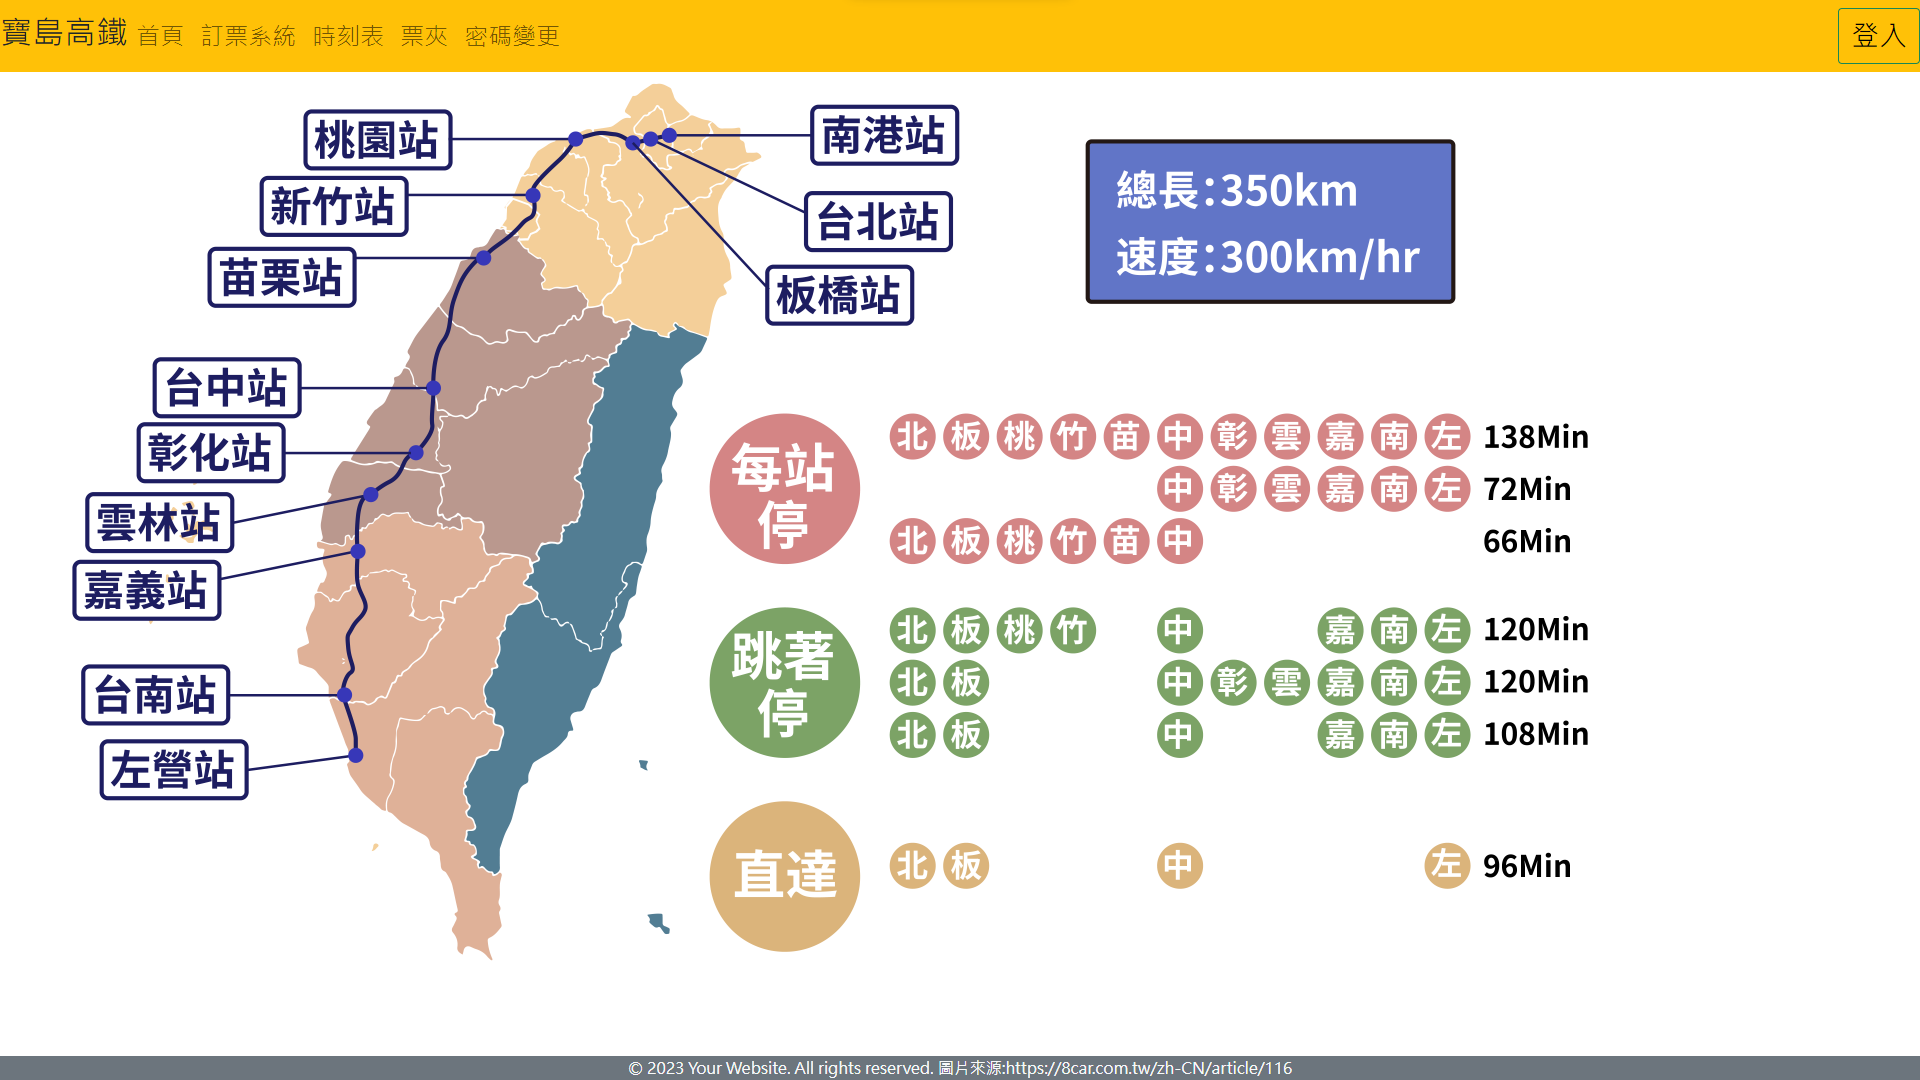 寶島高鐵 首頁 訂票系統 時刻表 票夾 密碼變更 登入
桃園站
南港站
新竹站
台北站
苗栗站
板橋站
台中站
彰化站
雲林站
嘉義站
台南站
左營站
總長：350km
速度：300km/hr
每站
停
北 板 桃 竹 苗 中 彰 雲 嘉 南 左 138Min
中 彰 雲 嘉 南 左 72Min
北 板 桃 竹 苗 中 66Min
跳著
停
北 板 桃 竹 中 嘉 南 左 120Min
北 板 中 彰 雲 嘉 南 左 120Min
北 板 中 嘉 南 左 108Min
直達
北 板 中 左 96Min
© 2023 Your Website. All rights reserved. 圖片來源:https://8car.com.tw/zh-CN/article/116